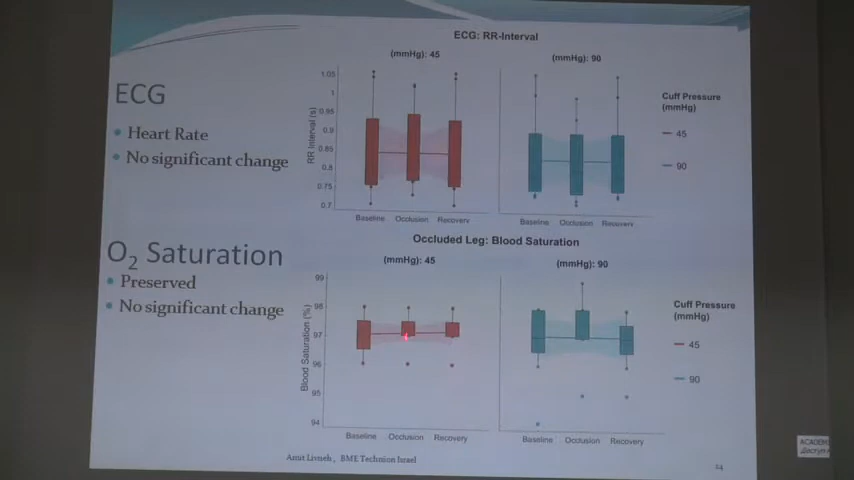 ECG: RR-Interval
(mmHg): 45
(mmHg): 90
ECG
Heart Rate
No significant change
RR Interval (s)
1.05
1
0.95
0.9
0.85
0.8
0.75
0.7
Baseline Occlusion Recovery
Baseline Occlusion Recovery
Cuff Pressure
(mmHg)
45
90
O2 Saturation
Preserved
No significant change
Occluded Leg: Blood Saturation
(mmHg): 45
(mmHg): 90
Blood Saturation (%)
99
98
97
96
95
94
Baseline Occlusion Recovery
Baseline Occlusion Recovery
Cuff Pressure
(mmHg)
45
90
Amit Livneh , BME Technion Israel
24
ACADEM
Доступ